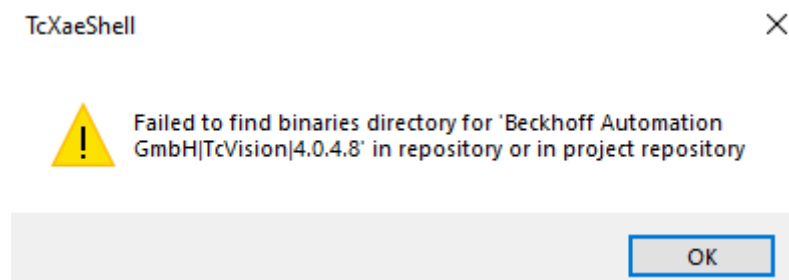 TcXaeShell
Failed to find binaries directory for 'Beckhoff Automation
GmbH|TcVision|4.0.4.8' in repository or in project repository
OK